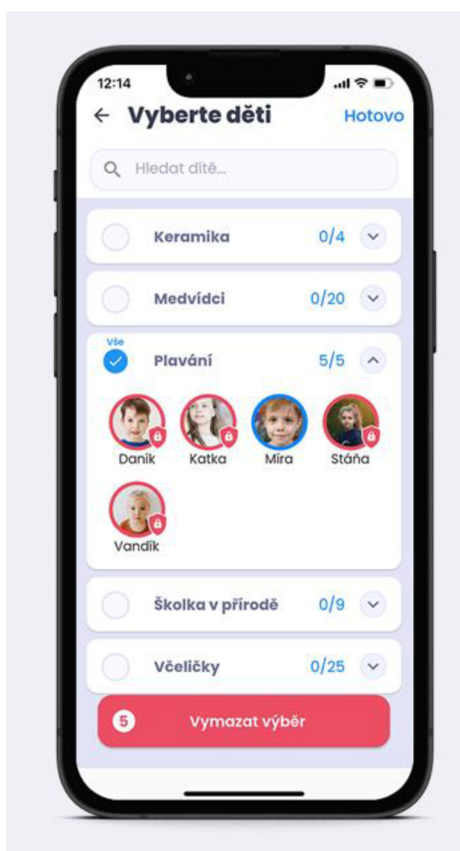 12:14
← Vyberte děti Hotovo
Hledat dítě...
Keramika 0/4
Medvídci 0/20
Vše
Plavání 5/5
Daník Katka Míra Stáňa
Vandík
Školka v přírodě 0/9
Včeličky 0/25
5 Vymazat výběr